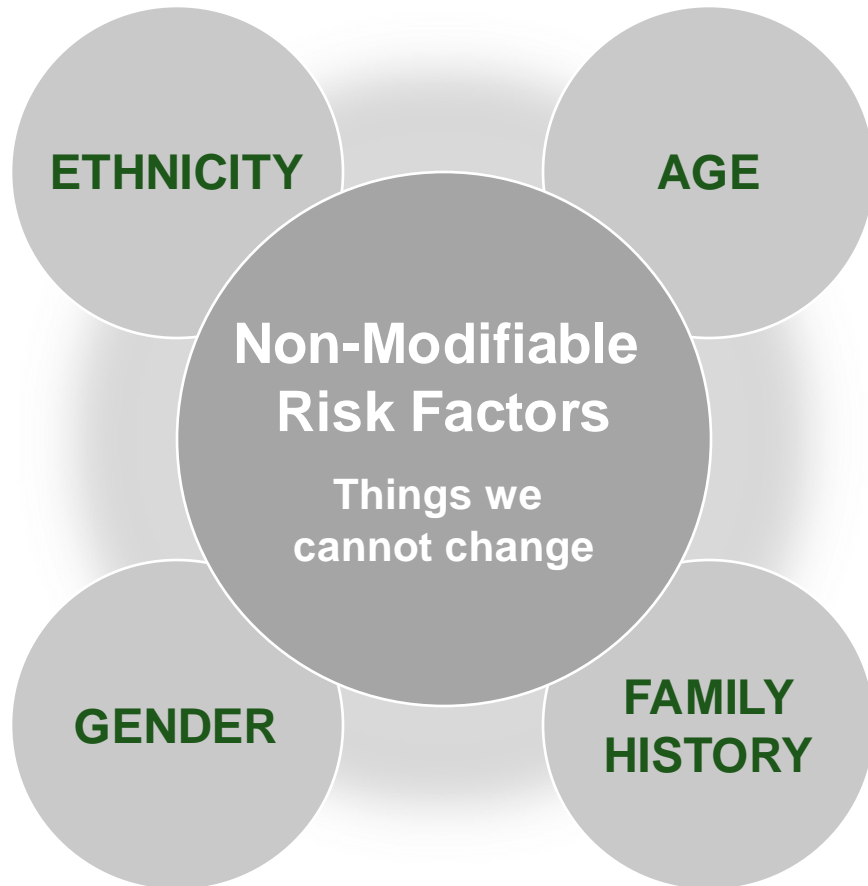 ETHNICITY
AGE
Non-Modifiable
Risk Factors
Things we
cannot change
GENDER
FAMILY
HISTORY